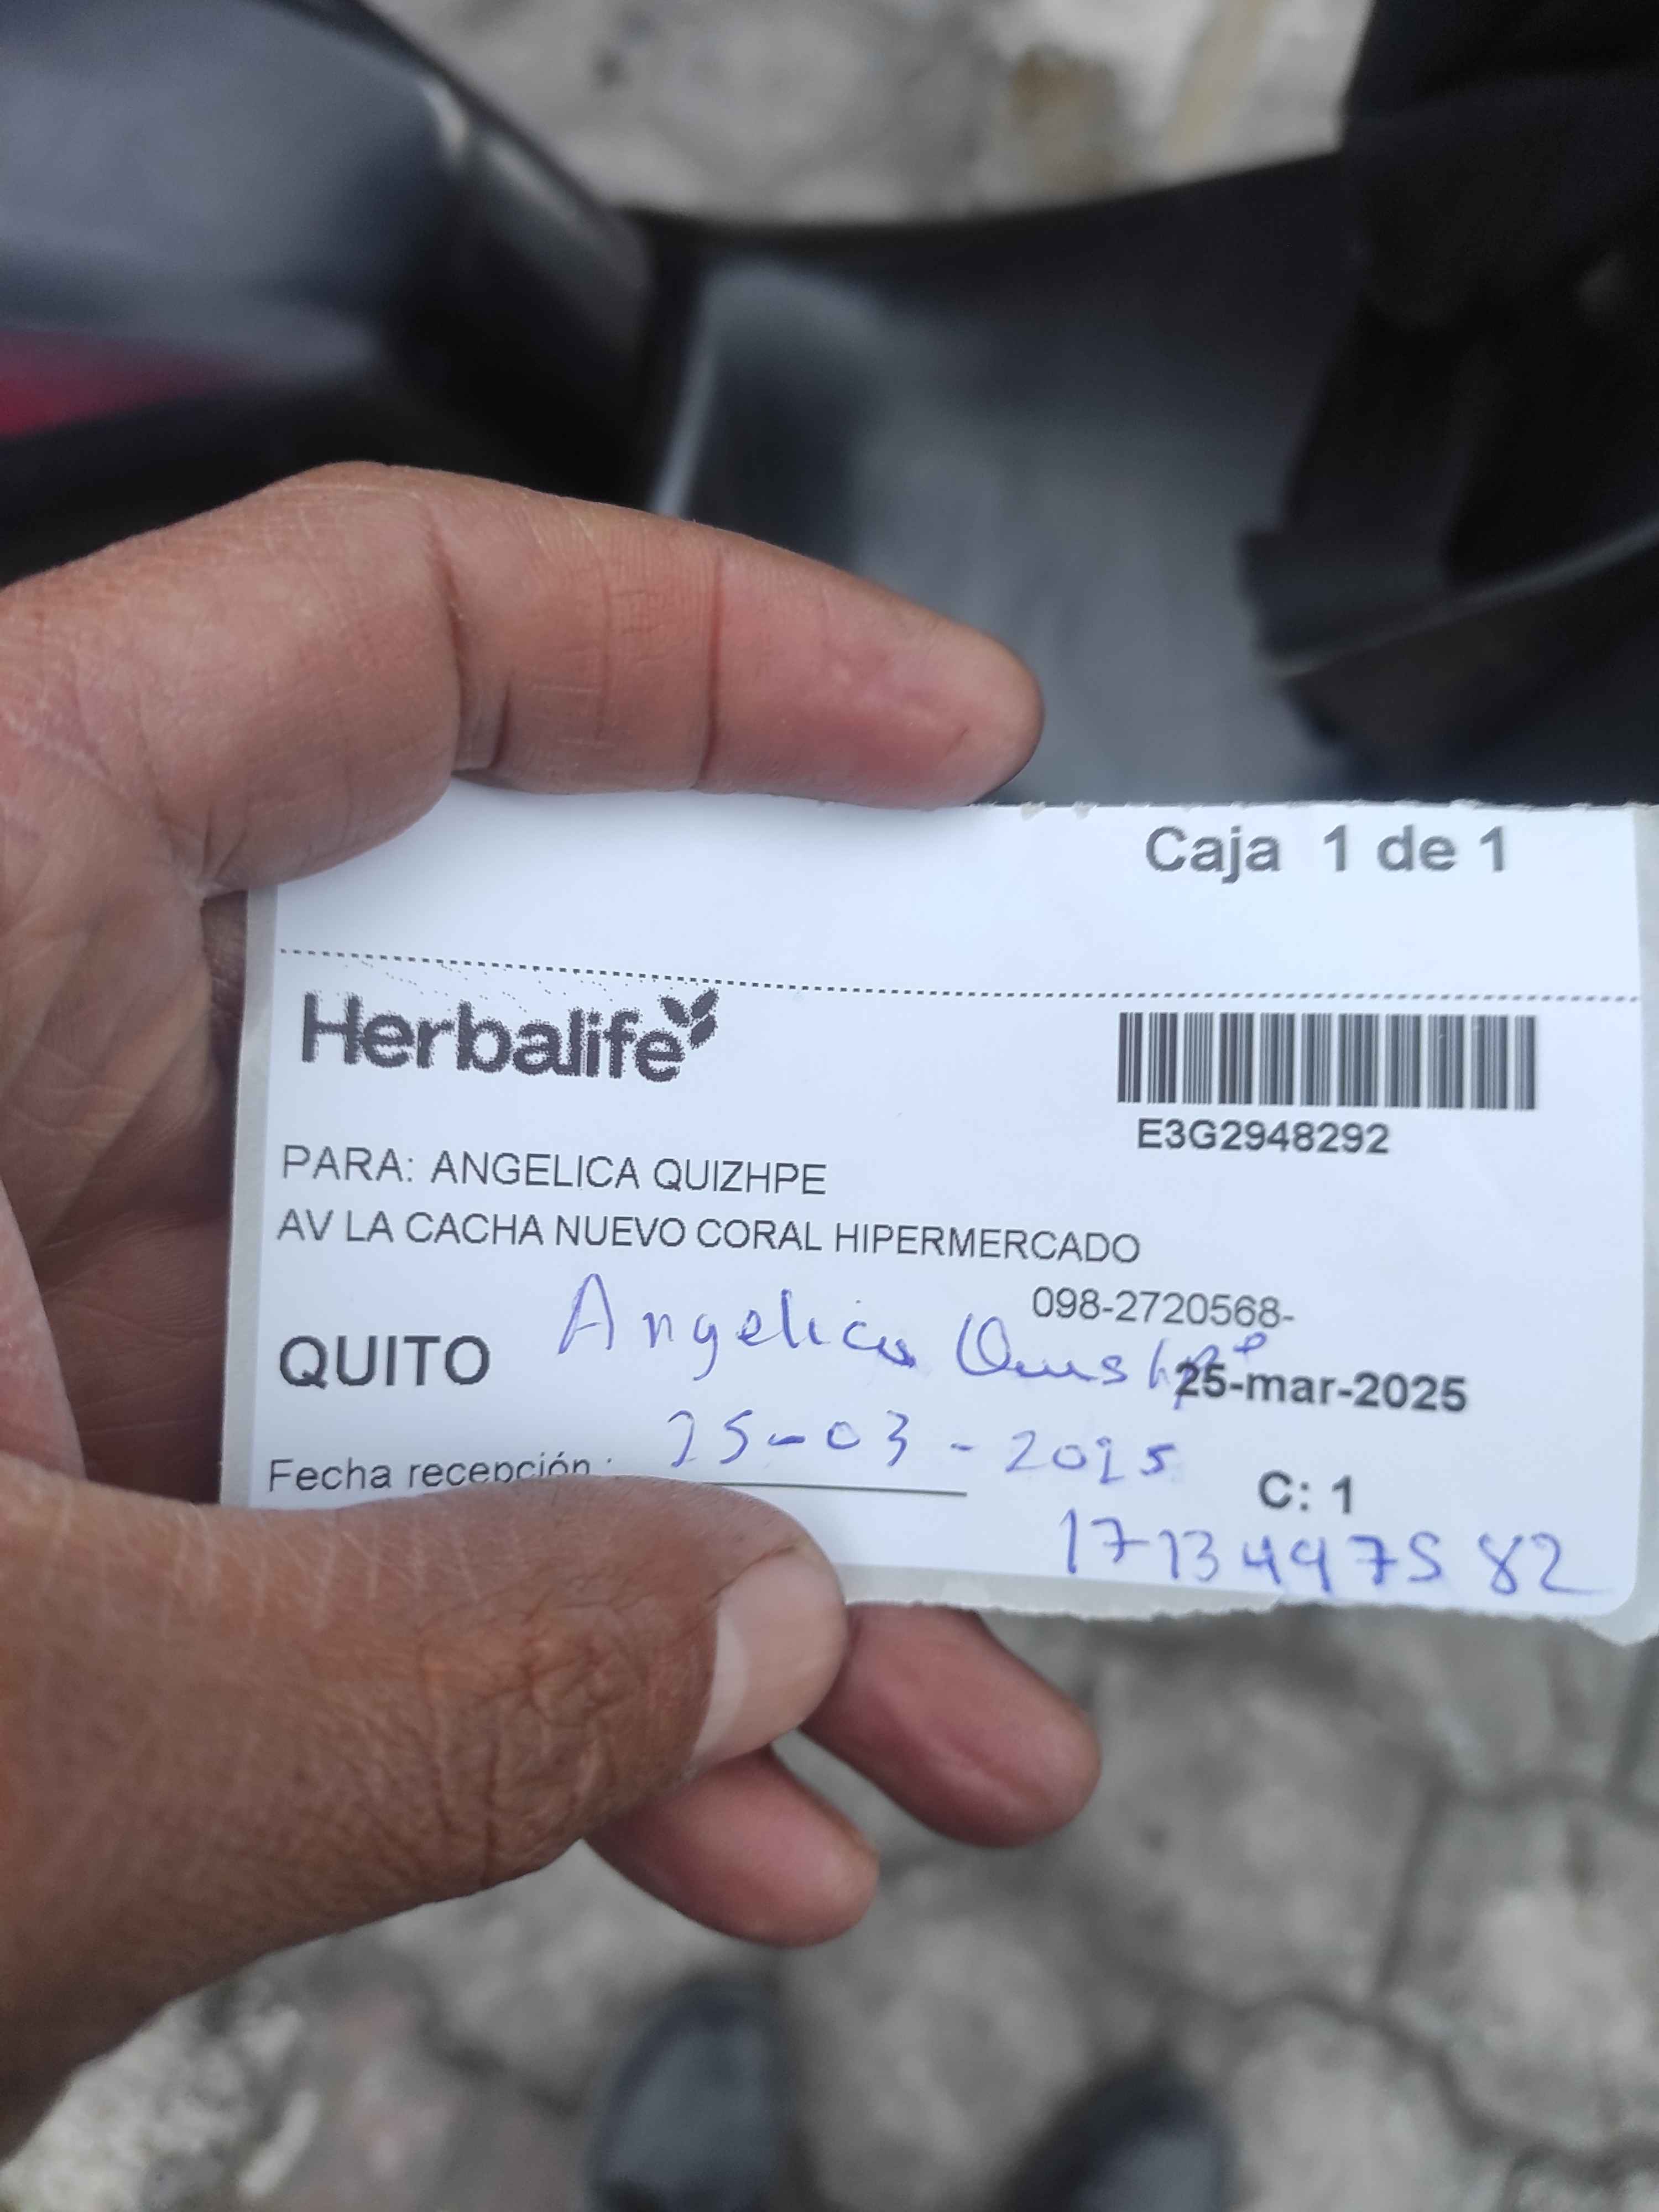 Caja 1 de 1
Herbalife
E3G2948292
PARA: ANGELICA QUIZHPE
AV LA CACHA NUEVO CORAL HIPERMERCADO
098-2720568-
QUITO
Angelica
25-mar-2025
Fecha recepción :
25-03-2025
C: 1